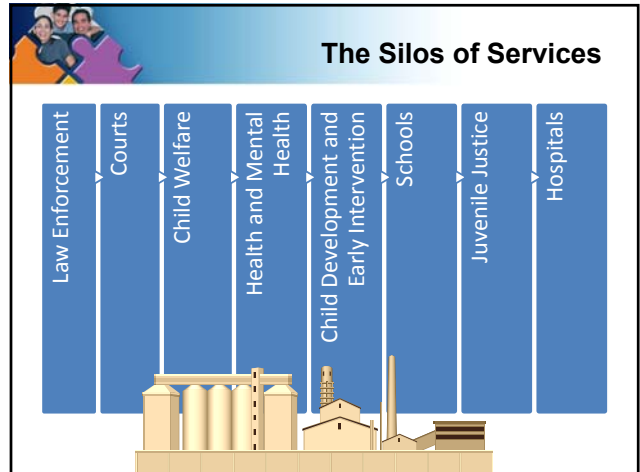 The Silos of Services
Law Enforcement
Courts
Child Welfare
Health and Mental
Health
Child Development and
Early Intervention
Schools
Juvenile Justice
Hospitals